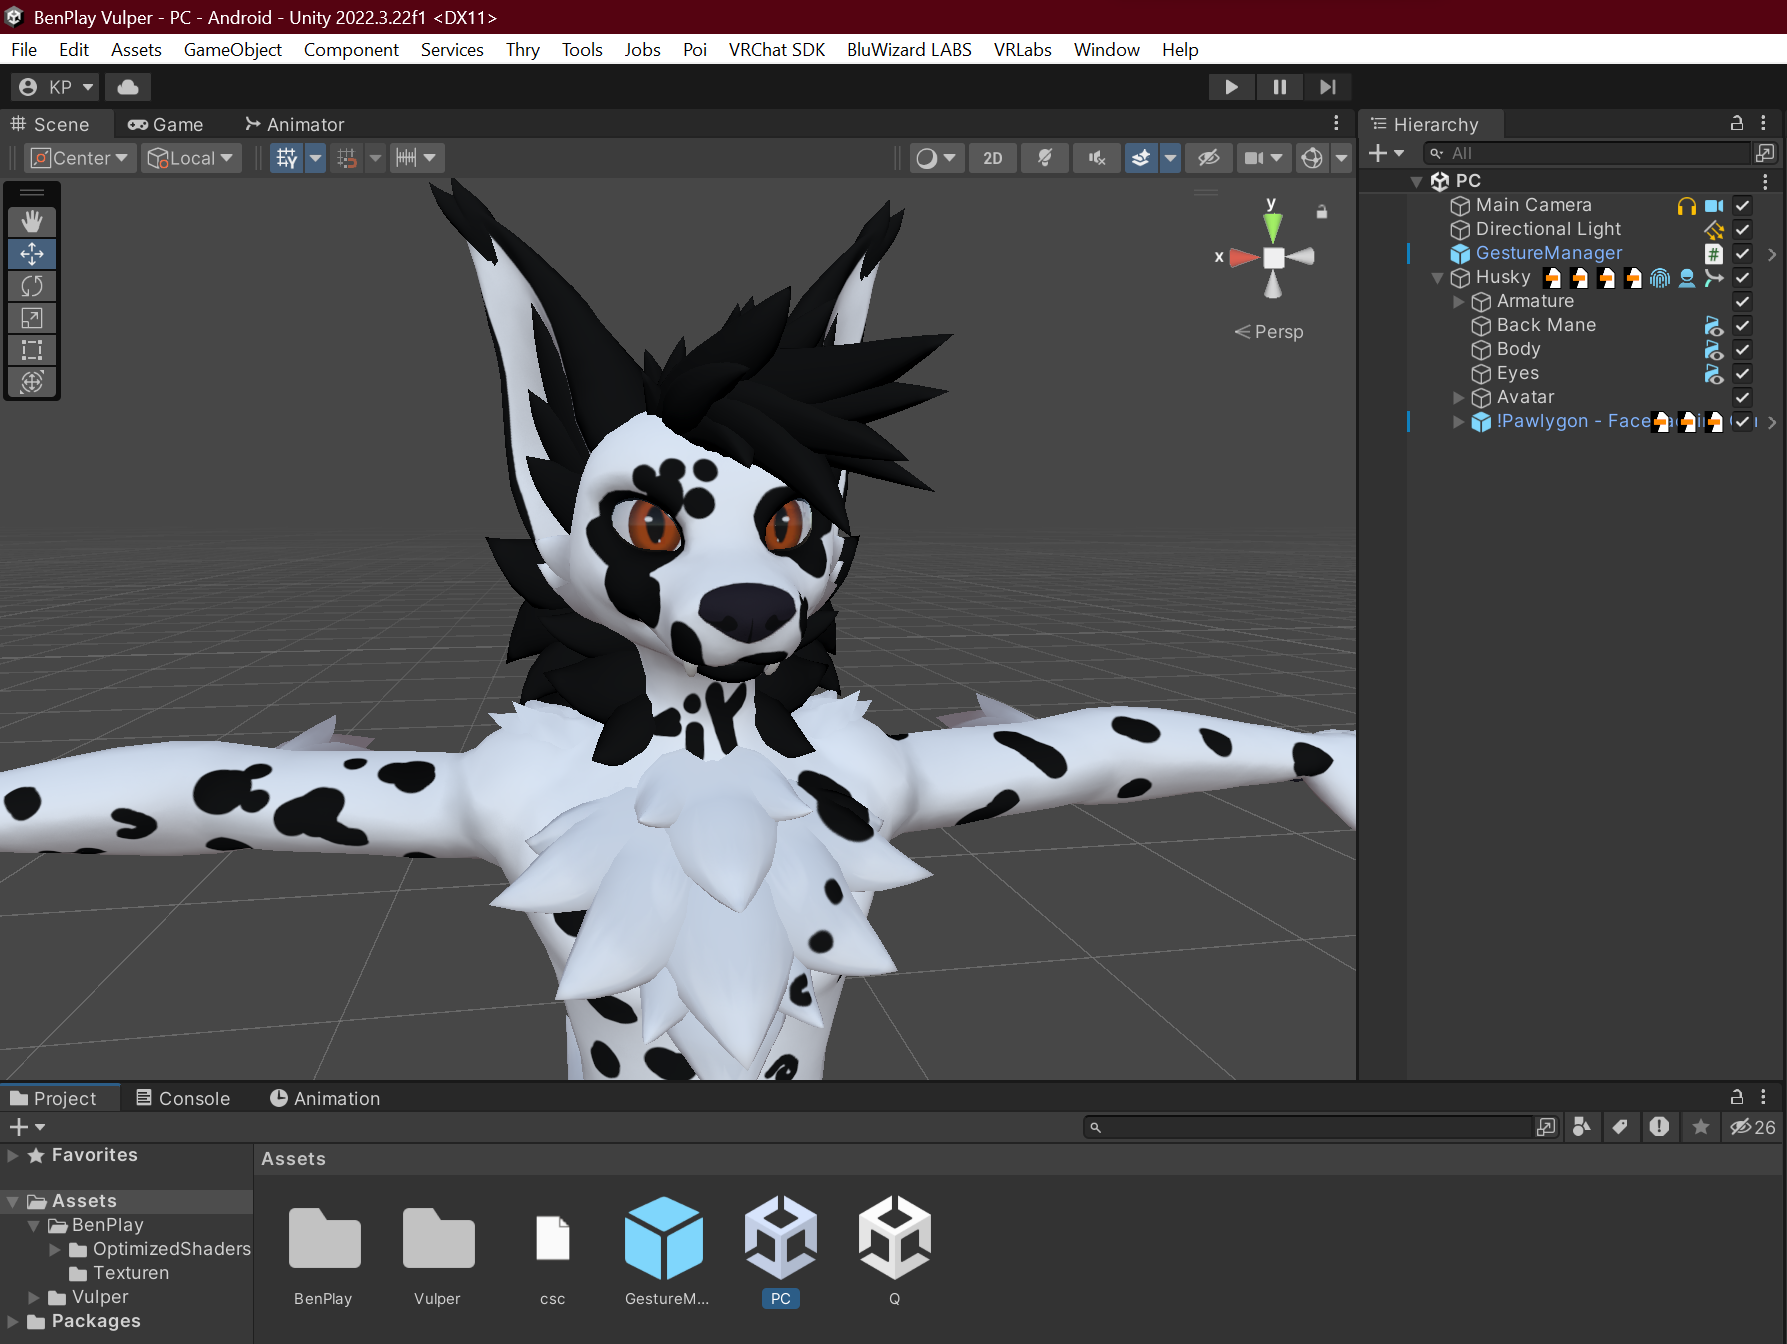 BenPlay Vulper - PC - Android - Unity 2022.3.22f1 <DX11>
File Edit Assets GameObject Component Services Thry Tools Jobs Poi VRChat SDK BluWizard LABS VRLabs Window Help
KP
Scene Game Animator
Center Local 2D
y
x
Persp
Hierarchy
All
PC
Main Camera
Directional Light
GestureManager
Husky
Armature
Back Mane
Body
Eyes
Avatar
!Pawlygon - Face
Project Console Animation
26
Favorites
Assets
BenPlay
OptimizedShaders
Texturen
Vulper
Packages
Assets
BenPlay Vulper csc GestureM... PC Q